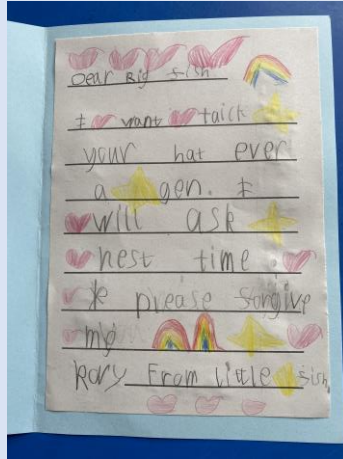 Dear Big fish
I want taick
your hat ever
a gen. I
will ask
nest time
prease forgive
me
Rory From little fish